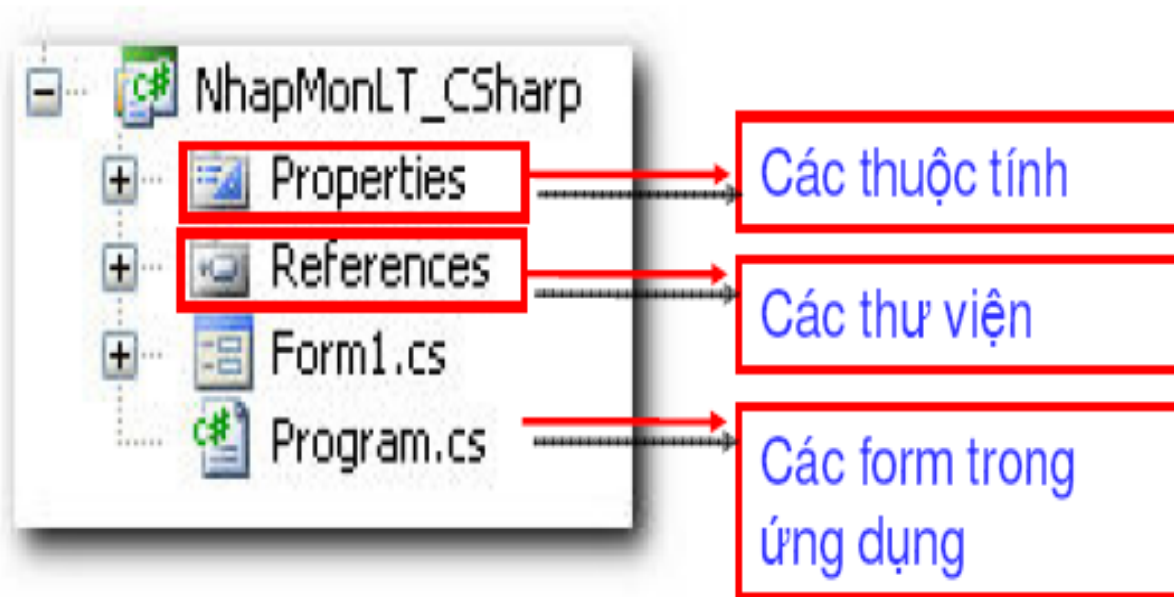 C# NhapMonLT_CSharp
Properties
Các thuộc tính
References
Các thư viện
Form1.cs
C# Program.cs
Các form trong
ứng dụng